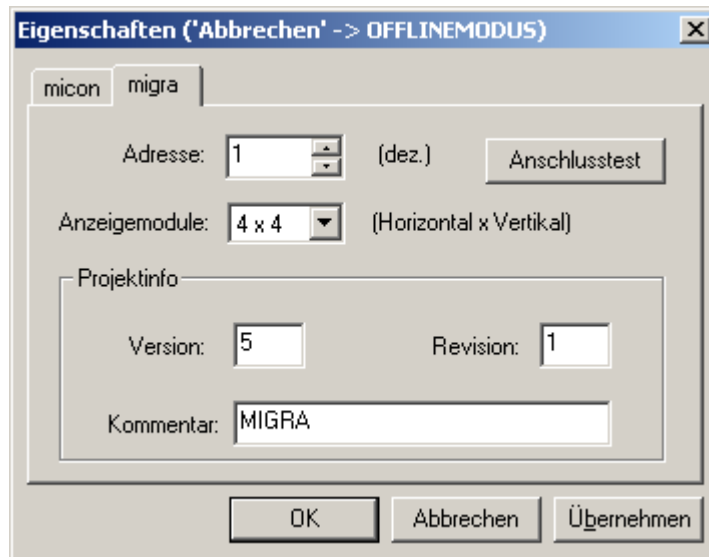 Eigenschaften ('Abbrechen' -> OFFLINEMODUS)
micon migra
Adresse: 1 (dez.) Anschlusstest
Anzeigemodule: 4 x 4 (Horizontal x Vertikal)
Projektinfo
Version: 5 Revision: 1
Kommentar: MIGRA
OK Abbrechen Übernehmen